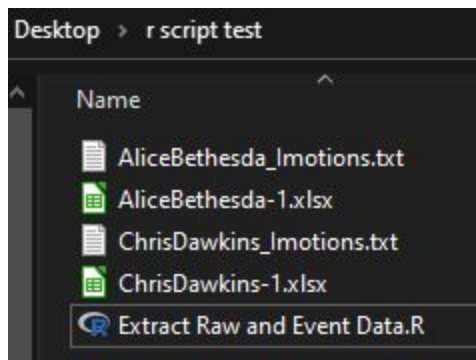 Desktop > r script test
Name
AliceBethesda_Imotions.txt
AliceBethesda-1.xlsx
ChrisDawkins_Imotions.txt
ChrisDawkins-1.xlsx
Extract Raw and Event Data.R